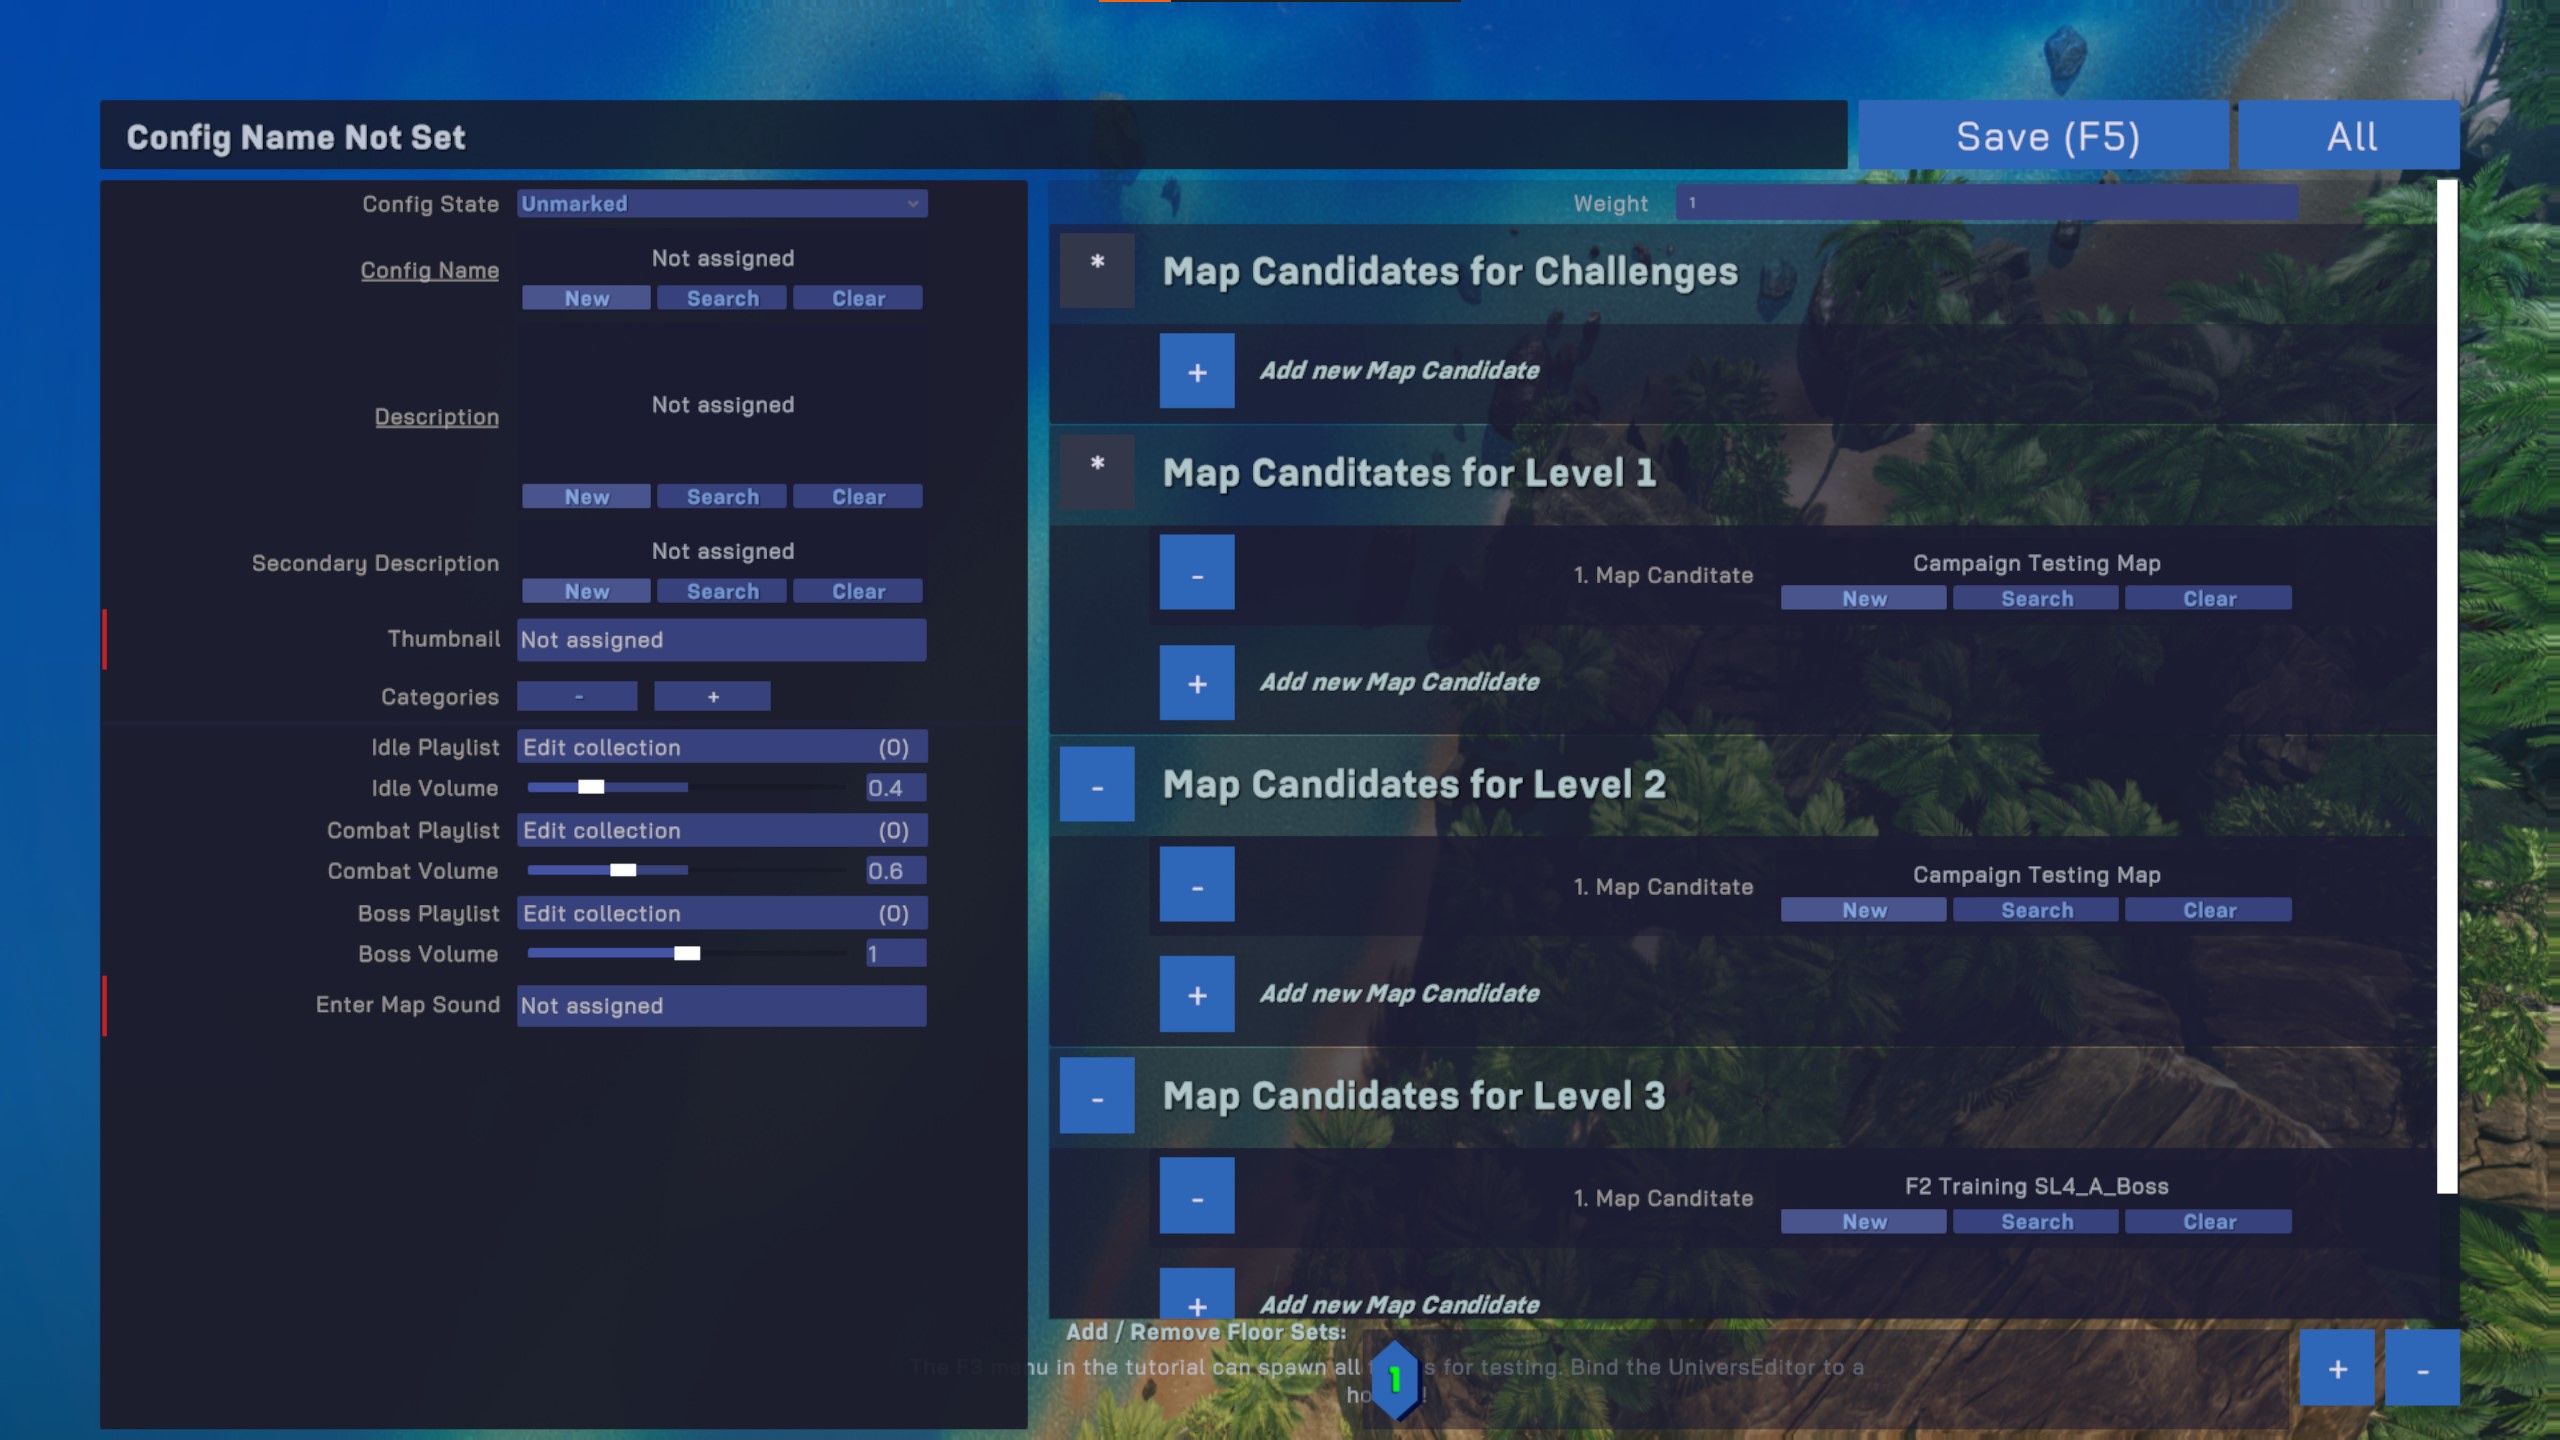 Config Name Not Set
Save (F5)
All
Config State
Unmarked
Config Name
Not assigned
New
Search
Clear
Description
Not assigned
New
Search
Clear
Secondary Description
Not assigned
New
Search
Clear
Thumbnail
Not assigned
Categories
-
+
Idle Playlist
Edit collection (0)
Idle Volume
0.4
Combat Playlist
Edit collection (0)
Combat Volume
0.6
Boss Playlist
Edit collection (0)
Boss Volume
1
Enter Map Sound
Not assigned
Weight
1
*
Map Candidates for Challenges
+
Add new Map Candidate
*
Map Canditates for Level 1
-
1. Map Canditate
Campaign Testing Map
New
Search
Clear
+
Add new Map Candidate
-
Map Candidates for Level 2
-
1. Map Canditate
Campaign Testing Map
New
Search
Clear
+
Add new Map Candidate
-
Map Candidates for Level 3
-
1. Map Canditate
F2 Training SL4_A_Boss
New
Search
Clear
+
Add new Map Candidate
Add / Remove Floor Sets:
The F3 menu in the tutorial can spawn all for testing. Bind the UniversEditor to a
1
+
-